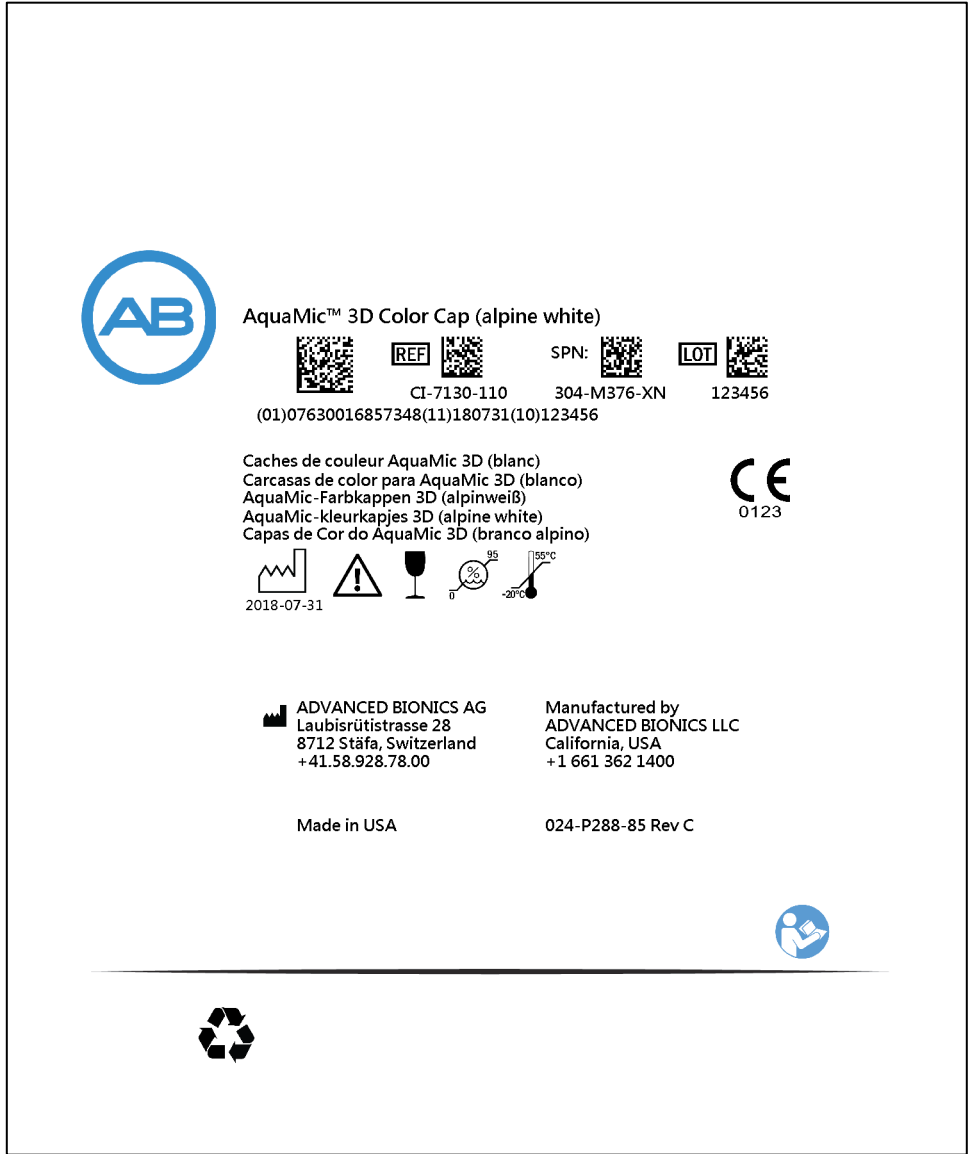 AB
AquaMic™ 3D Color Cap (alpine white)
REF
SPN:
LOT
CI-7130-110
304-M376-XN
123456
(01)07630016857348(11)180731(10)123456
Caches de couleur AquaMic 3D (blanc)
Carcasas de color para AquaMic 3D (blanco)
AquaMic-Farbkappen 3D (alpinweiß)
AquaMic-kleurkapjes 3D (alpine white)
Capas de Cor do AquaMic 3D (branco alpino)
CE
0123
2018-07-31
!
%
0
95
-20°C
55°C
ADVANCED BIONICS AG
Laubisrütistrasse 28
8712 Stäfa, Switzerland
+41.58.928.78.00
Manufactured by
ADVANCED BIONICS LLC
California, USA
+1 661 362 1400
Made in USA
024-P288-85 Rev C